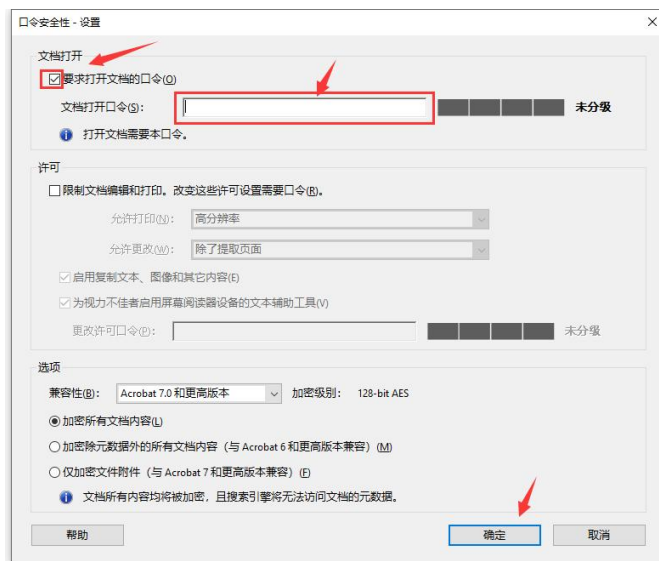 口令安全性 - 设置
文档打开
要求打开文档的口令(O)
文档打开口令(S):
未分级
打开文档需要本口令。
许可
限制文档编辑和打印。改变这些许可设置需要口令(R)。
允许打印(N): 高分辨率
允许更改(W): 除了提取页面
启用复制文本、图像和其它内容(E)
为视力不佳者启用屏幕阅读器设备的文本辅助工具(V)
更改许可口令(P): 未分级
选项
兼容性(B): Acrobat 7.0 和更高版本 加密级别: 128-bit AES
加密所有文档内容(L)
加密除元数据外的所有文档内容（与 Acrobat 6 和更高版本兼容）(M)
仅加密文件附件（与 Acrobat 7 和更高版本兼容）(F)
文档所有内容均将被加密，且搜索引擎将无法访问文档的元数据。
帮助 确定 取消